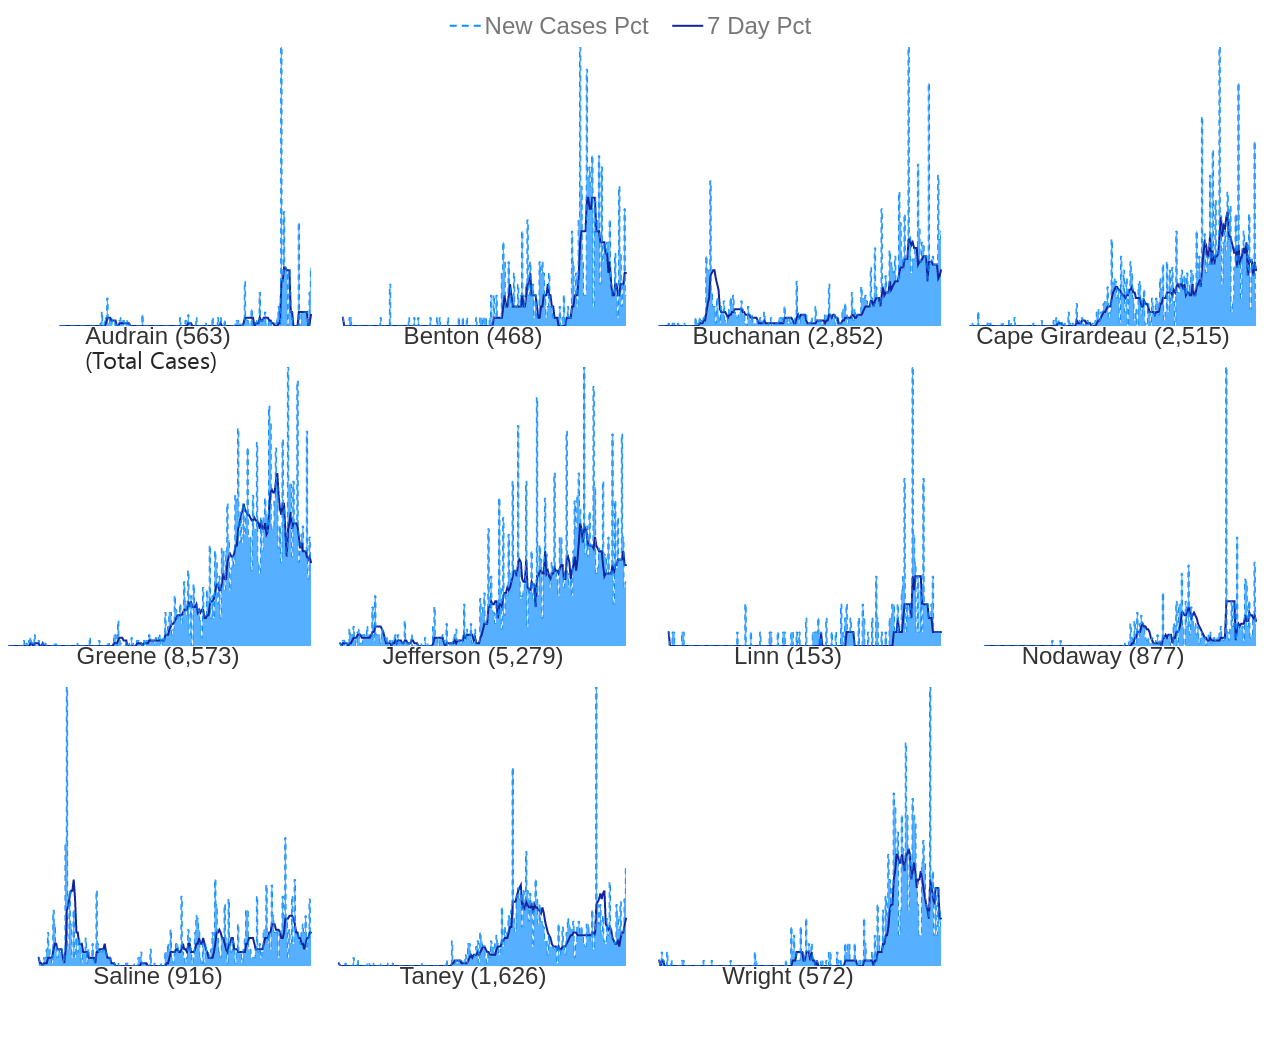 New Cases Pct 7 Day Pct
Audrain (563) Benton (468) Buchanan (2,852) Cape Girardeau (2,515)
(Total Cases)
Greene (8,573) Jefferson (5,279) Linn (153) Nodaway (877)
Saline (916) Taney (1,626) Wright (572)